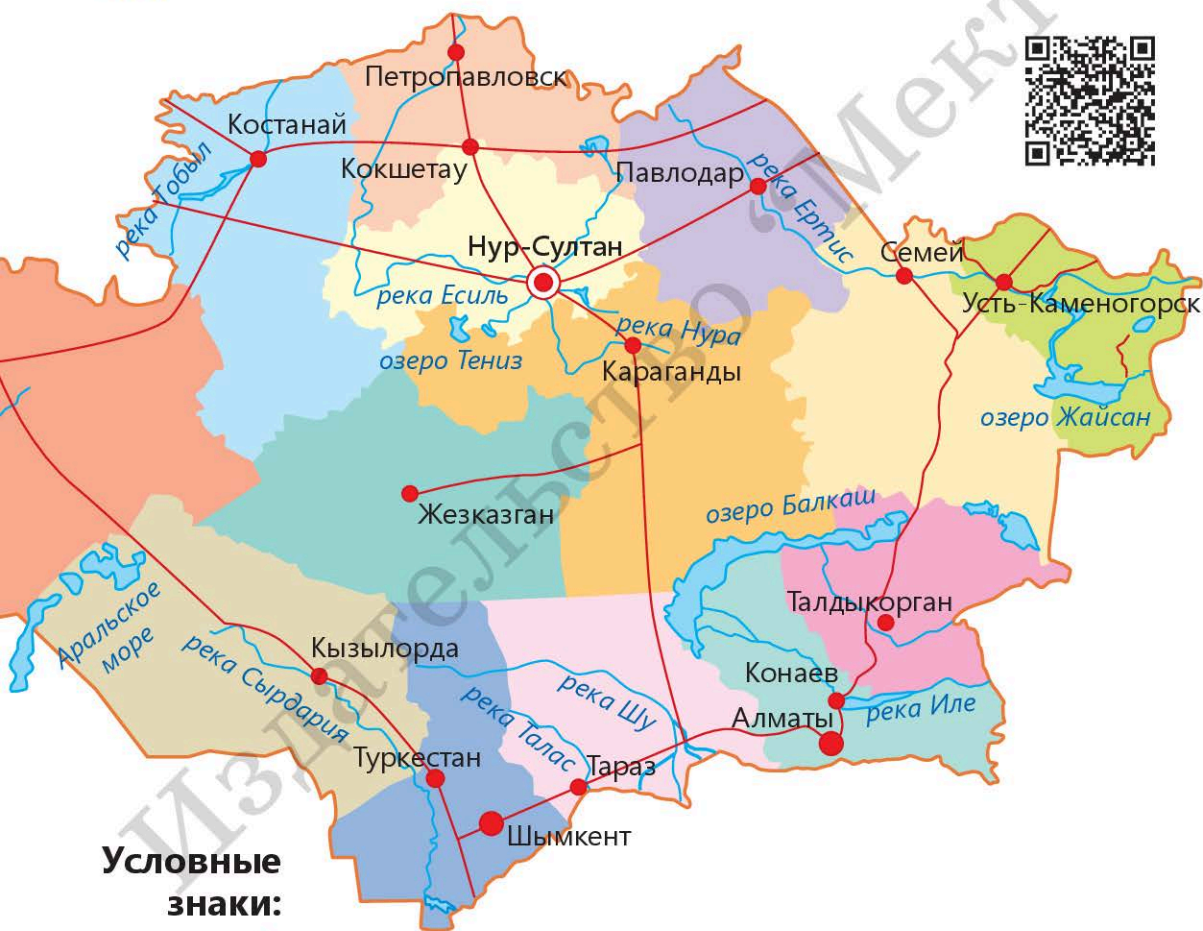 Петропавловск
Костанай
Кокшетау
Павлодар
река Тобыл
река Ертис
Нур-Султан
Семей
река Есиль
Усть-Каменогорск
река Нура
озеро Тениз
Караганды
озеро Жайсан
озеро Балкаш
Жезказган
Талдыкорган
Аральское
море
Кызылорда
река Сырдария
Конаев
река Шу
Алматы
река Иле
река Талас
Туркестан
Тараз
Шымкент
Условные
знаки:
Издательство “Мект